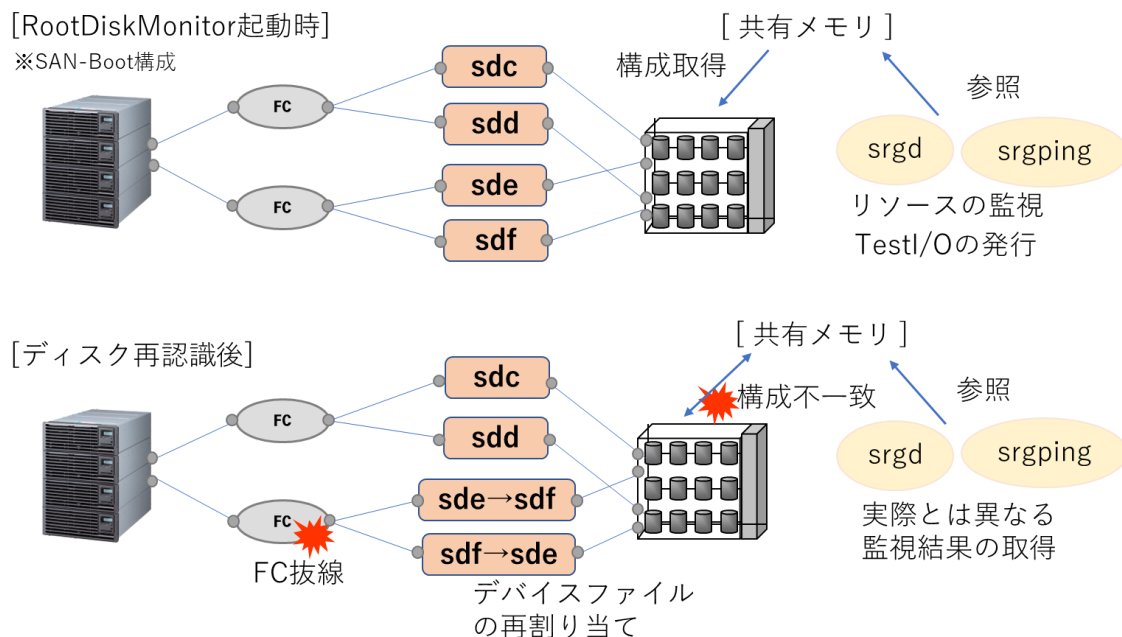 [RootDiskMonitor起動時]
※SAN-Boot構成
[ 共有メモリ ]
構成取得
参照
FC
FC
sdc
sdd
sde
sdf
srgd
srgping
リソースの監視
TestI/Oの発行
[ディスク再認識後]
[ 共有メモリ ]
構成不一致
参照
FC
FC
FC抜線
sdc
sdd
sde→sdf
sdf→sde
デバイスファイル
の再割り当て
srgd
srgping
実際とは異なる
監視結果の取得